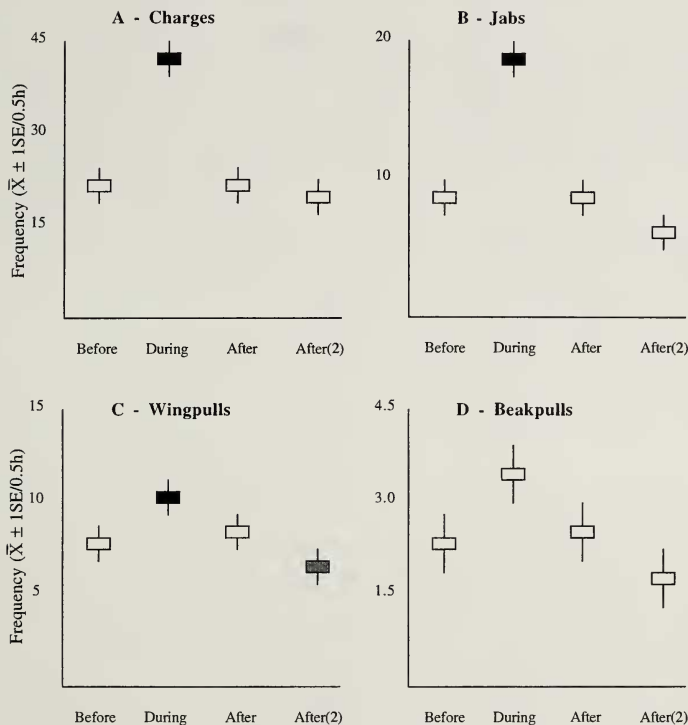 A - Charges
45
30
15
Frequency (X̅ ± 1SE/0.5h)
Before During After After(2)
B - Jabs
20
10
Before During After After(2)
C - Wingpulls
15
10
5
Frequency (X̅ ± 1SE/0.5h)
Before During After After(2)
D - Beakpulls
4.5
3.0
1.5
Before During After After(2)